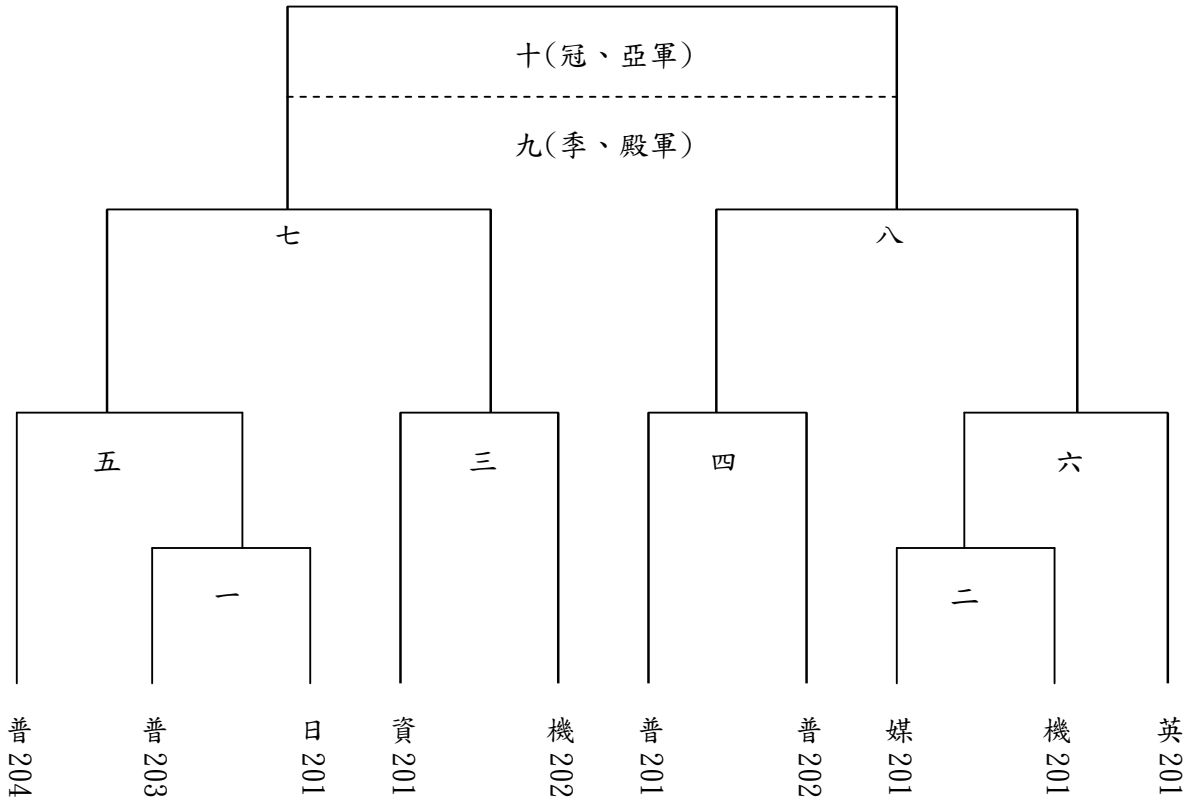 十(冠、亞軍)
九(季、殿軍)
七
八
五
三
四
六
一
二
普204
普203
日201
資201
機202
普201
普202
媒201
機201
英201